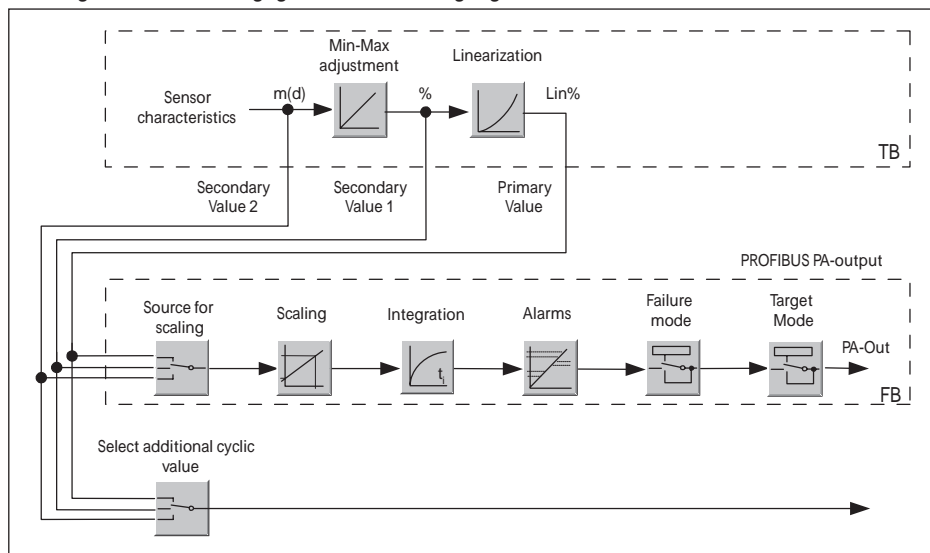 Min-Max
adjustment
Linearization
Sensor
characteristics
m(d)
%
Lin%
TB
Secondary
Value 2
Secondary
Value 1
Primary
Value
PROFIBUS PA-output
Source for
scaling
Scaling
Integration
Alarms
Failure
mode
Target
Mode
ti
PA-Out
FB
Select additional cyclic
value